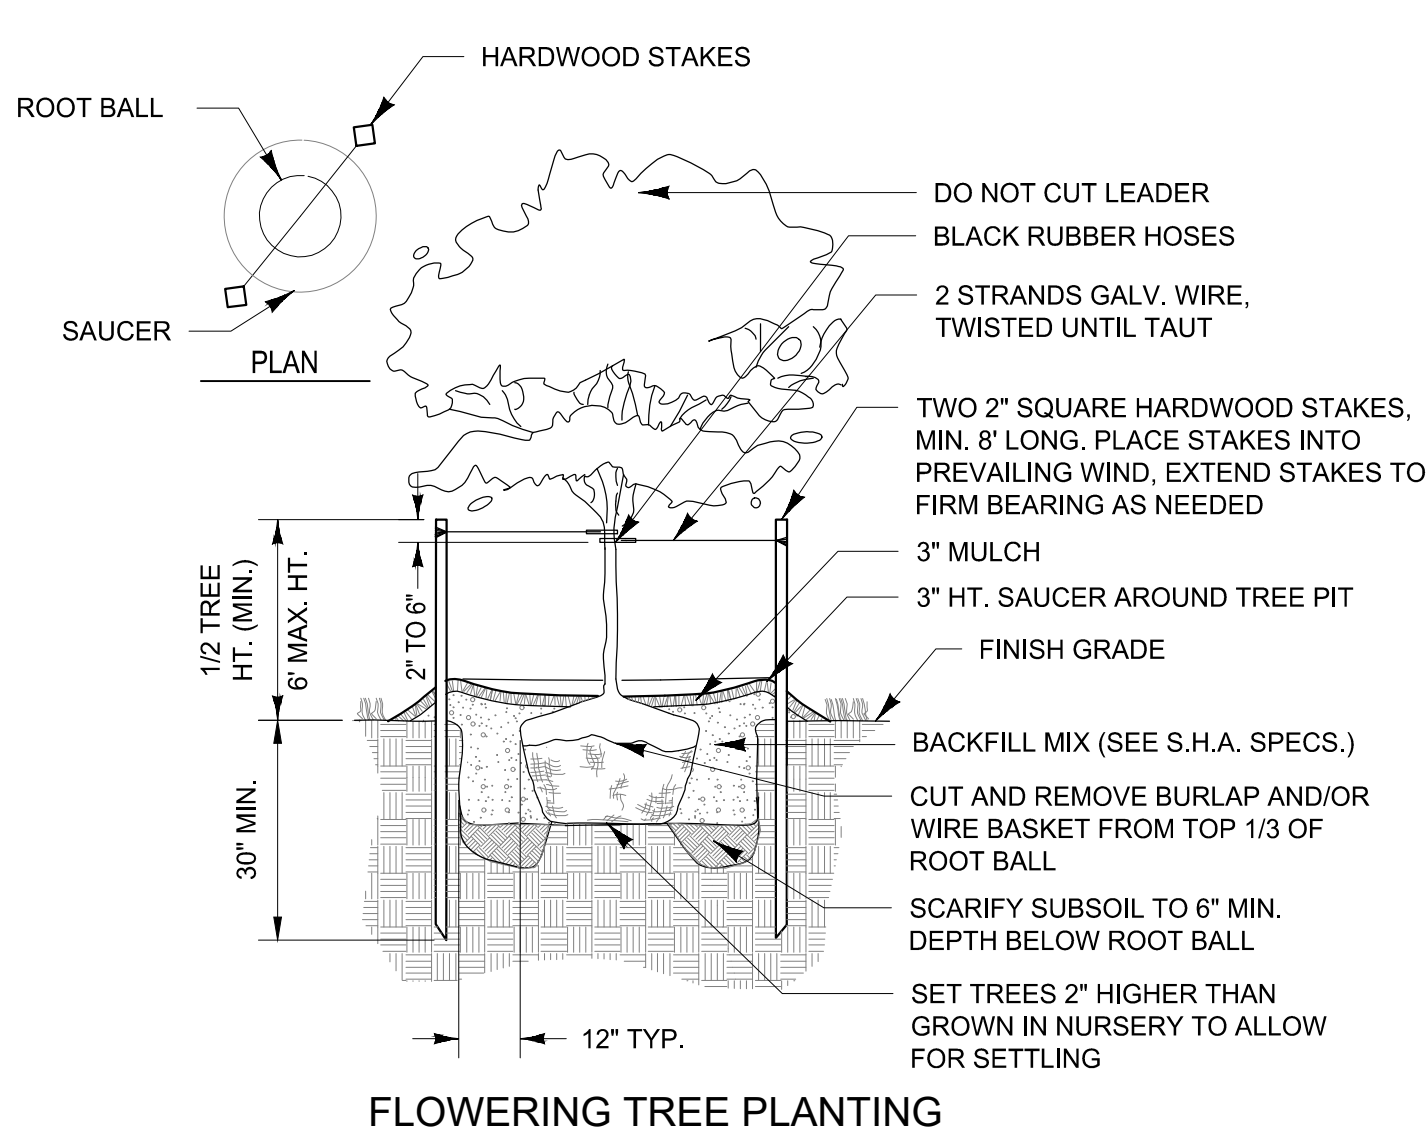 HARDWOOD STAKES
ROOT BALL
SAUCER
PLAN
DO NOT CUT LEADER
BLACK RUBBER HOSES
2 STRANDS GALV. WIRE,
TWISTED UNTIL TAUT
TWO 2" SQUARE HARDWOOD STAKES,
MIN. 8' LONG. PLACE STAKES INTO
PREVAILING WIND, EXTEND STAKES TO
FIRM BEARING AS NEEDED
3" MULCH
3" HT. SAUCER AROUND TREE PIT
FINISH GRADE
BACKFILL MIX (SEE S.H.A. SPECS.)
CUT AND REMOVE BURLAP AND/OR
WIRE BASKET FROM TOP 1/3 OF
ROOT BALL
SCARIFY SUBSOIL TO 6" MIN.
DEPTH BELOW ROOT BALL
SET TREES 2" HIGHER THAN
GROWN IN NURSERY TO ALLOW
FOR SETTLING
1/2 TREE
HT. (MIN.)
6' MAX. HT.
2" TO 6"
30" MIN.
12" TYP.
FLOWERING TREE PLANTING